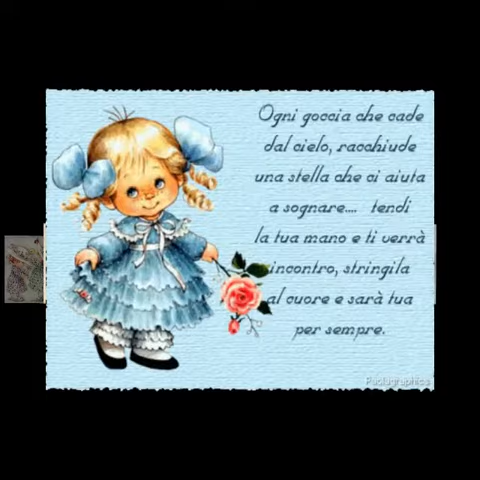 Ogni goccia che cade
dal cielo, racchiude
una stella che ci aiuta
a sognare.... tendi
la tua mano e ti verrà
incontro, stringila
al cuore e sarà tua
per sempre.
Paolugraphics